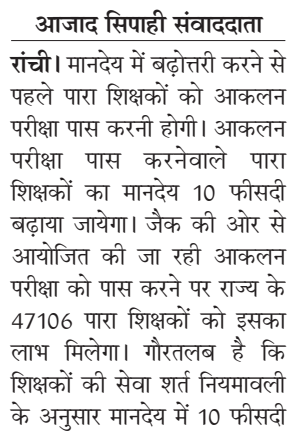 आजाद सिपाही संवाददाता
रांची। मानदेय में बढ़ोत्तरी करने से
पहले पारा शिक्षकों को आकलन
परीक्षा पास करनी होगी। आकलन
परीक्षा पास करनेवाले पारा
शिक्षकों का मानदेय 10 फीसदी
बढ़ाया जायेगा। जैक की ओर से
आयोजित की जा रही आकलन
परीक्षा को पास करने पर राज्य के
47106 पारा शिक्षकों को इसका
लाभ मिलेगा। गौरतलब है कि
शिक्षकों की सेवा शर्त नियमावली
के अनुसार मानदेय में 10 फीसदी